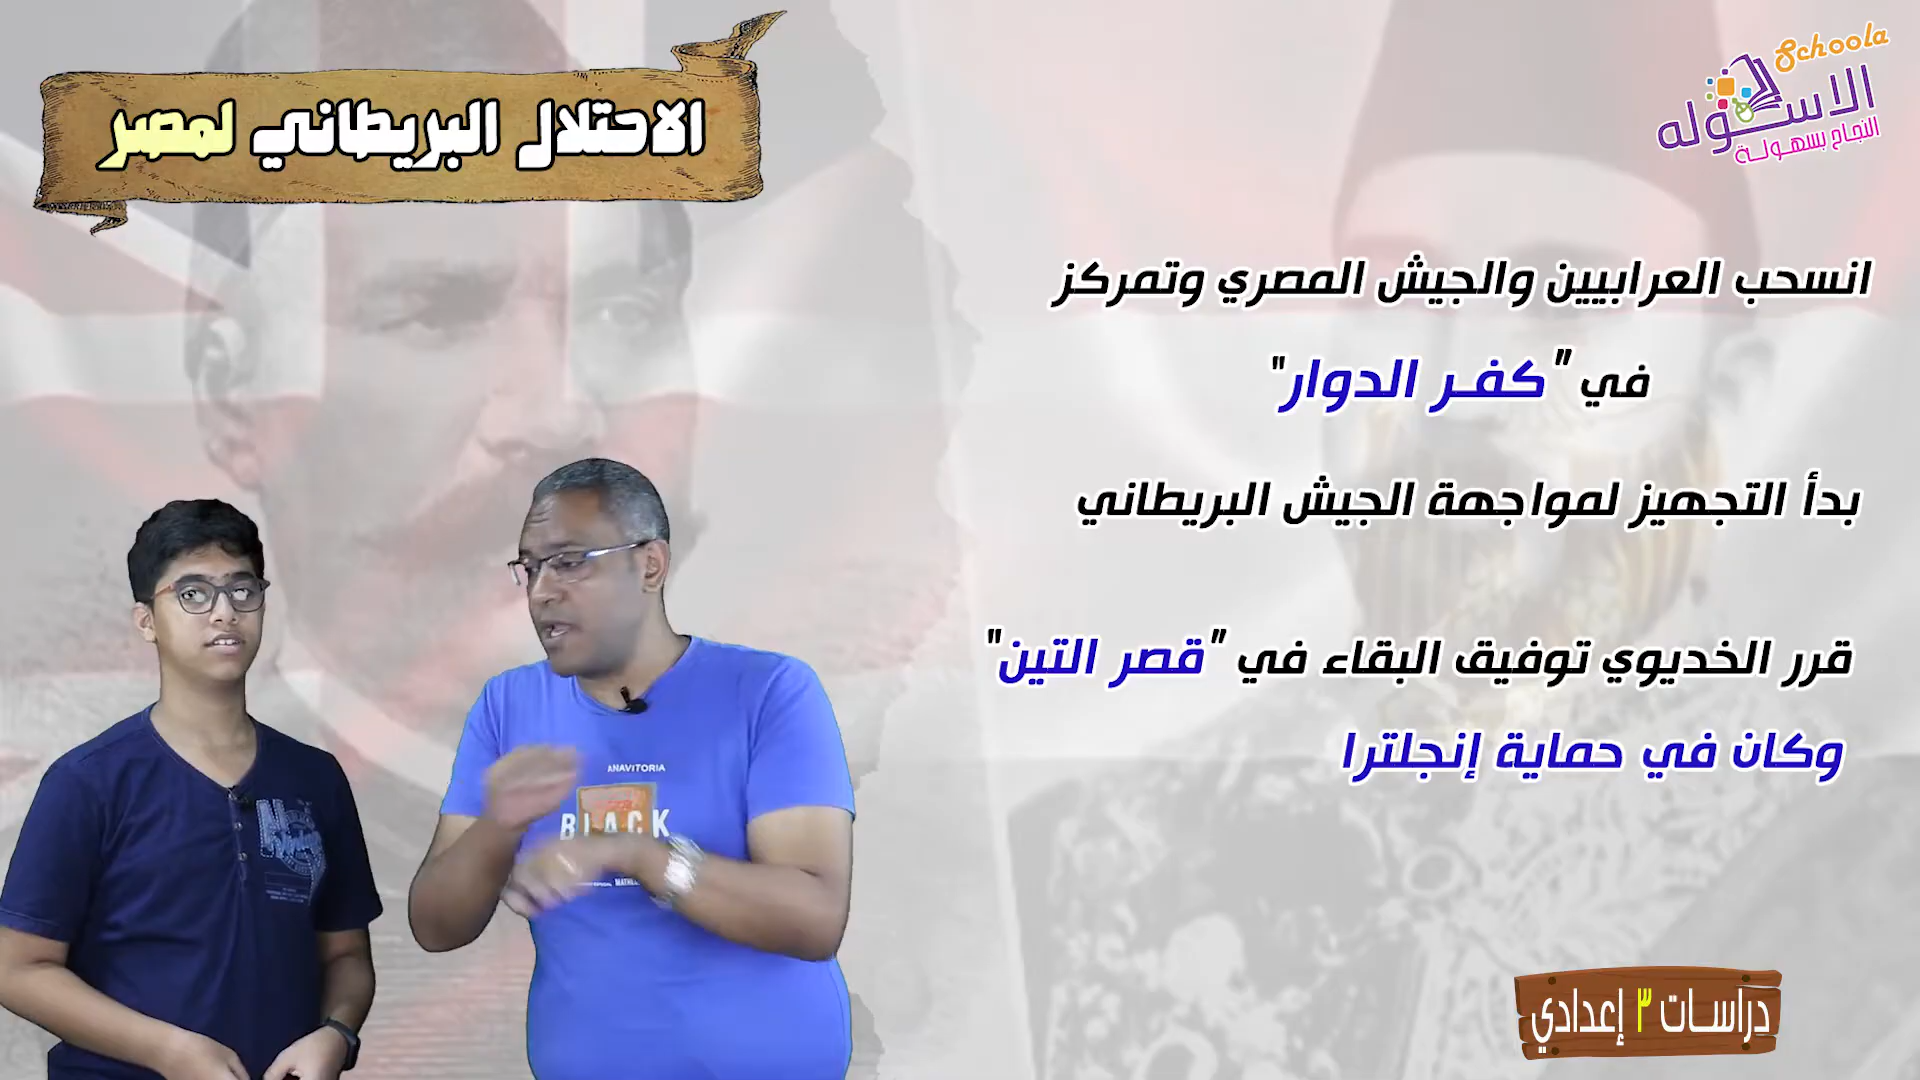 الاحتلال البريطاني لمصر
Schoola
الاسكوله
النجاح بسهولة
انسحب العرابيين والجيش المصري وتمركز
في "كفر الدوار"
بدأ التجهيز لمواجهة الجيش البريطاني
قرر الخديوي توفيق البقاء في "قصر التين"
وكان في حماية إنجلترا
ANAVITORIA
BLACK
دراسات ٣ إعدادي